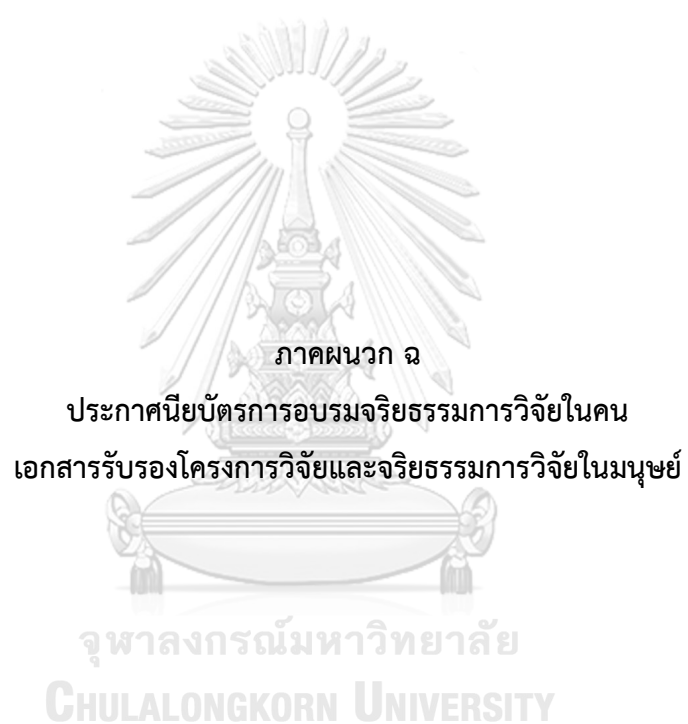 ภาคผนวก ฉ
ประกาศนียบัตรการอบรมจริยธรรมการวิจัยในคน
เอกสารรับรองโครงการวิจัยและจริยธรรมการวิจัยในมนุษย์
จุฬาลงกรณ์มหาวิทยาลัย
CHULALONGKORN UNIVERSITY